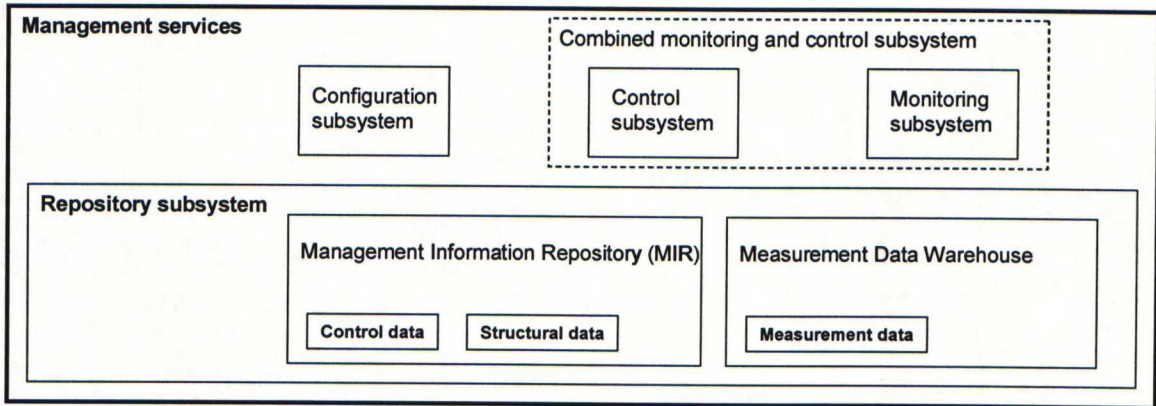 Management services
Combined monitoring and control subsystem
Configuration
subsystem
Control
subsystem
Monitoring
subsystem
Repository subsystem
Management Information Repository (MIR)
Measurement Data Warehouse
Control data
Structural data
Measurement data